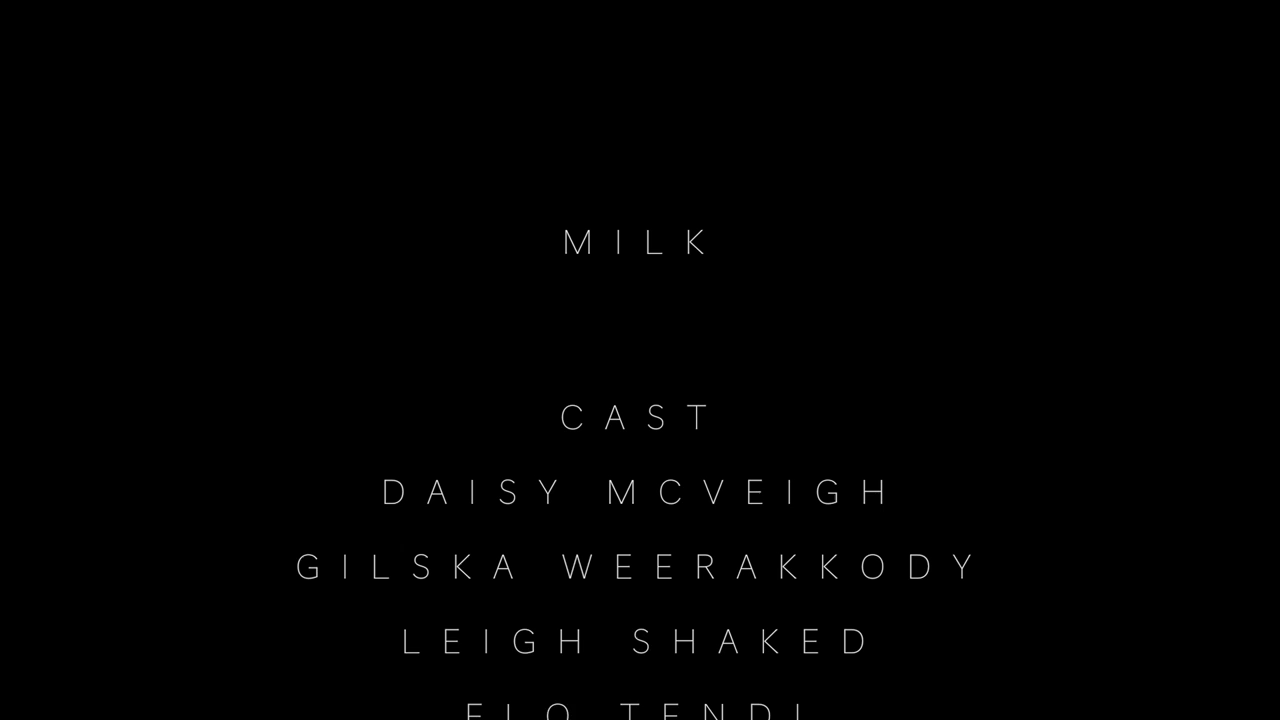 MILK
CAST
DAISY MCVEIGH
GILSKA WEERAKKODY
LEIGH SHAKED